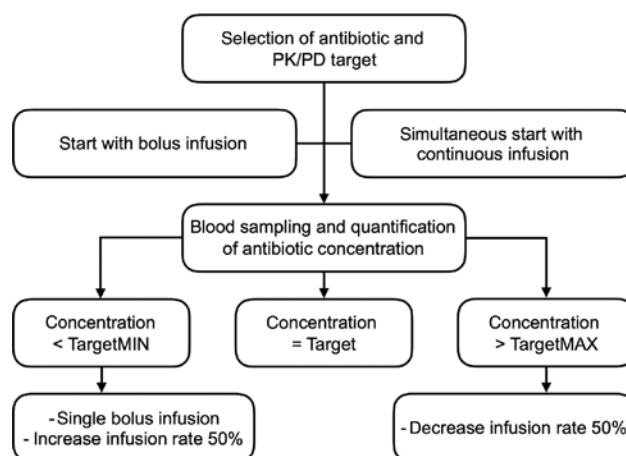 Selection of antibiotic and
PK/PD target
Start with bolus infusion
Simultaneous start with
continuous infusion
Blood sampling and quantification
of antibiotic concentration
Concentration
< TargetMIN
Concentration
= Target
Concentration
> TargetMAX
-Single bolus infusion
- Increase infusion rate 50%
- Decrease infusion rate 50%